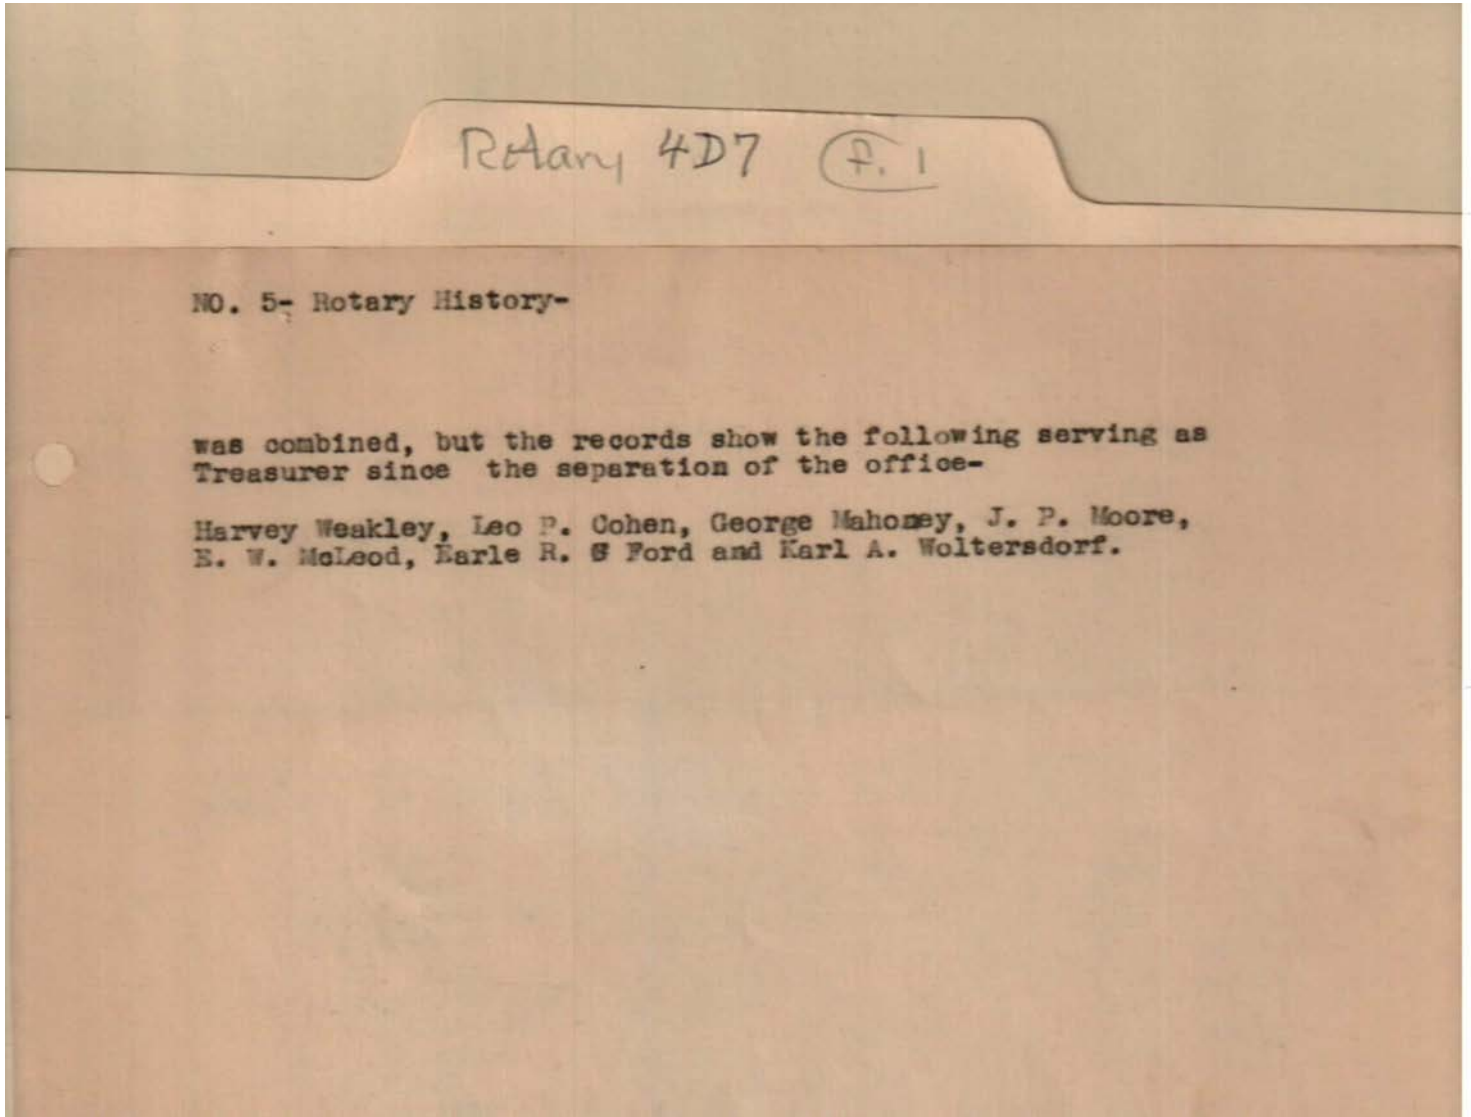 Rotary 4D7 f. 1
NO. 5- Rotary History-
was combined, but the records show the following serving as
Treasurer since the separation of the office-
Harvey Weakley, Leo P. Cohen, George Mahoney, J. P. Moore,
E. W. McLeod, Earle R. Ford and Karl A. Woltersdorf.